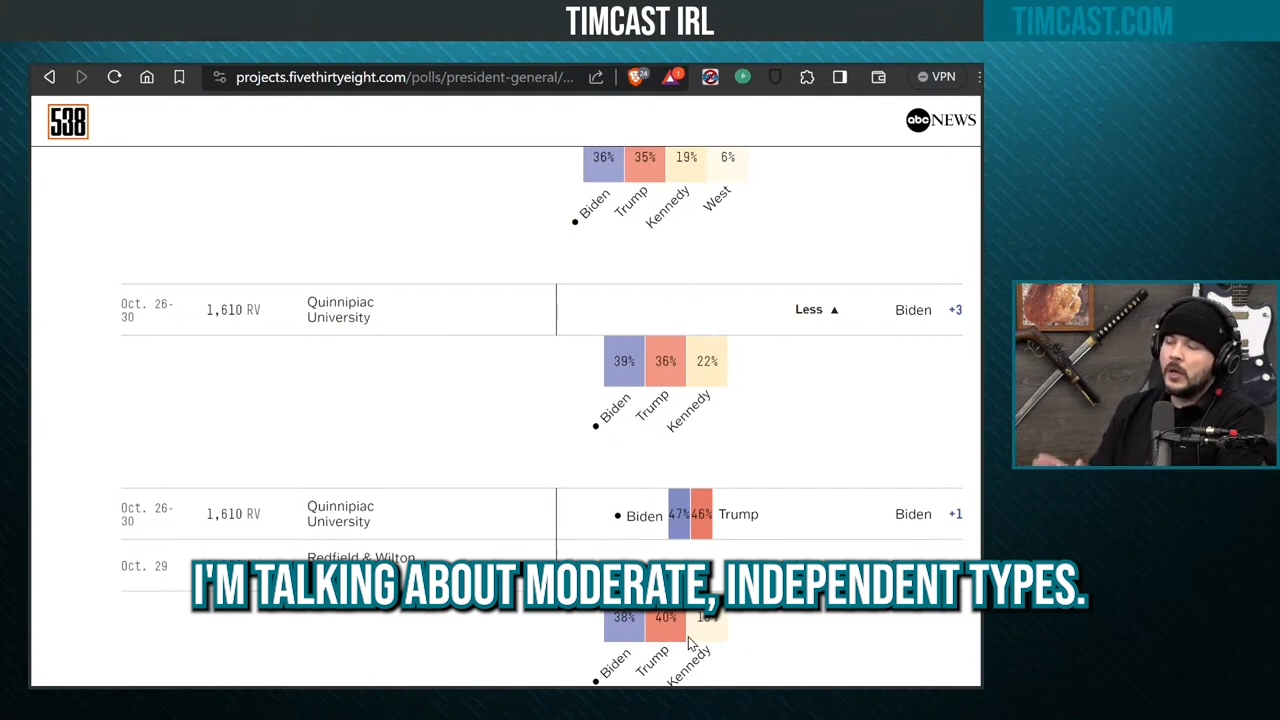 TIMCAST IRL
TIMCAST.COM
projects.fivethirtyeight.com/polls/president-general/...
24
1
VPN
538
abc NEWS
36% 35% 19% 6%
Biden Trump Kennedy West
Oct. 26-30 1,610 RV Quinnipiac University Less ▲ Biden +3
39% 36% 22%
Biden Trump Kennedy
Oct. 26-30 1,610 RV Quinnipiac University Biden 47% 46% Trump Biden +1
Oct. 29 Redfield & Wilton
I'M TALKING ABOUT MODERATE, INDEPENDENT TYPES.
38% 40%
Biden Trump Kennedy